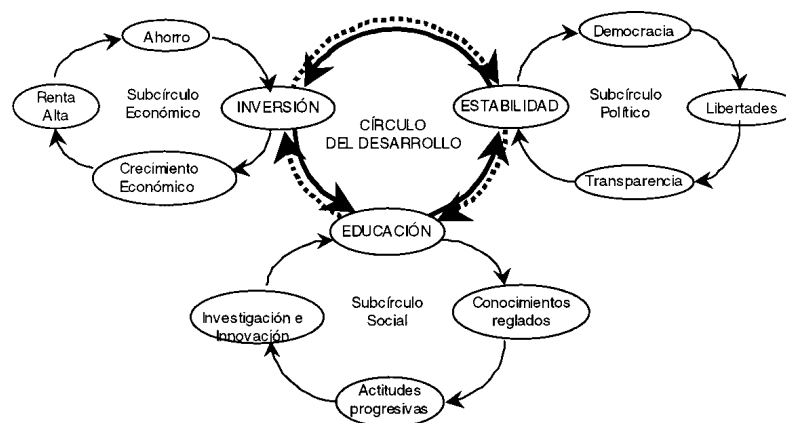 Ahorro
Renta
Alta
Subcírculo
Económico
INVERSIÓN
Crecimiento
Económico
CÍRCULO
DEL DESARROLLO
Democracia
ESTABILIDAD
Subcírculo
Político
Libertades
Transparencia
EDUCACIÓN
Investigación e
Innovación
Subcírculo
Social
Conocimientos
reglados
Actitudes
progresivas